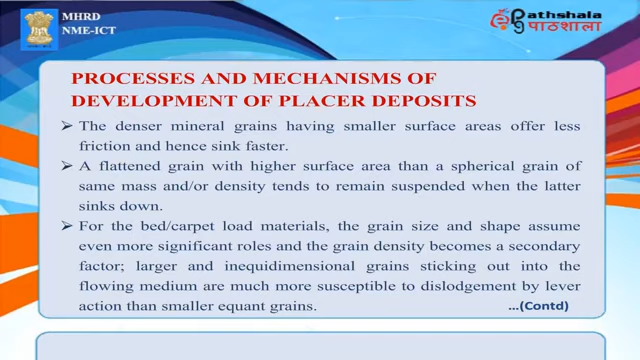 MHRD
NME-ICT
Pathshala
पाठशाला
PROCESSES AND MECHANISMS OF
DEVELOPMENT OF PLACER DEPOSITS
➢ The denser mineral grains having smaller surface areas offer less
friction and hence sink faster.
➢ A flattened grain with higher surface area than a spherical grain of
same mass and/or density tends to remain suspended when the latter
sinks down.
➢ For the bed/carpet load materials, the grain size and shape assume
even more significant roles and the grain density becomes a secondary
factor; larger and inequidimensional grains sticking out into the
flowing medium are much more susceptible to dislodgement by lever
action than smaller equant grains. ...(Contd)